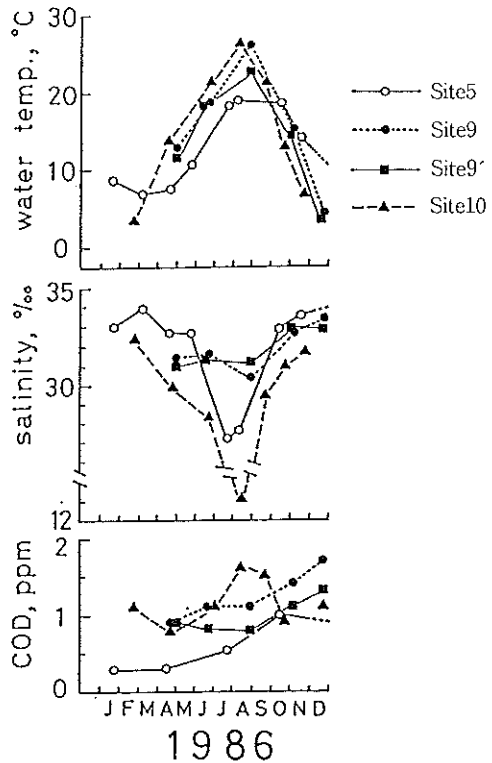 water temp., °C
30
20
10
0
Site5
Site9
Site9´
Site10
salinity, ‰
35
30
12
COD, ppm
2
1
0
J F M A M J J A S O N D
1986